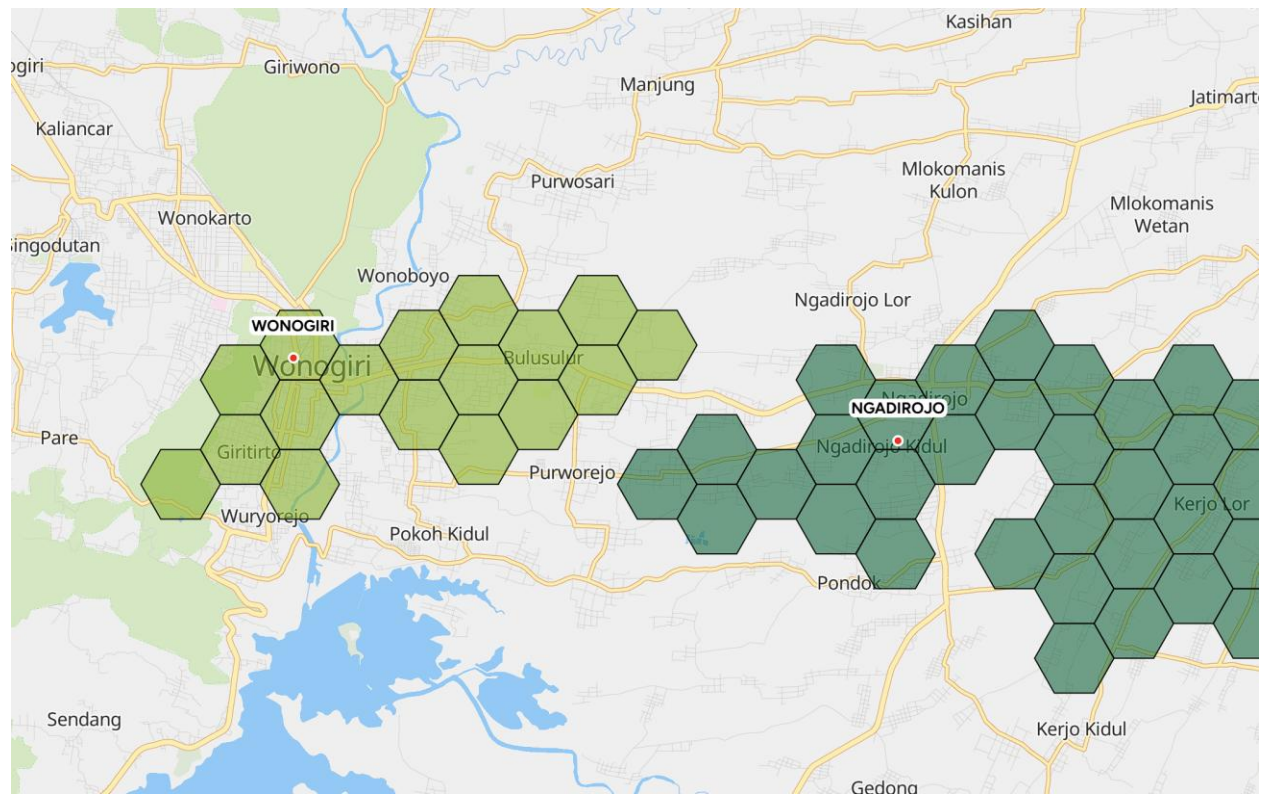 Kasihan
ogiri
Giriwono
Manjung
Jatimart
Kaliancar
Mlokomanis
Kulon
Purwosari
Mlokomanis
Wetan
Wonokarto
Singodutan
Wonoboyo
Ngadirojo Lor
WONOGIRI
Wonogiri
Bulusulur
Ngadirojo
NGADIROJO
Pare
Giritirto
Ngadirojo Kidul
Purworejo
Kerjo Lor
Wuryorejo
Pokoh Kidul
Pondok
Sendang
Kerjo Kidul
Gedong